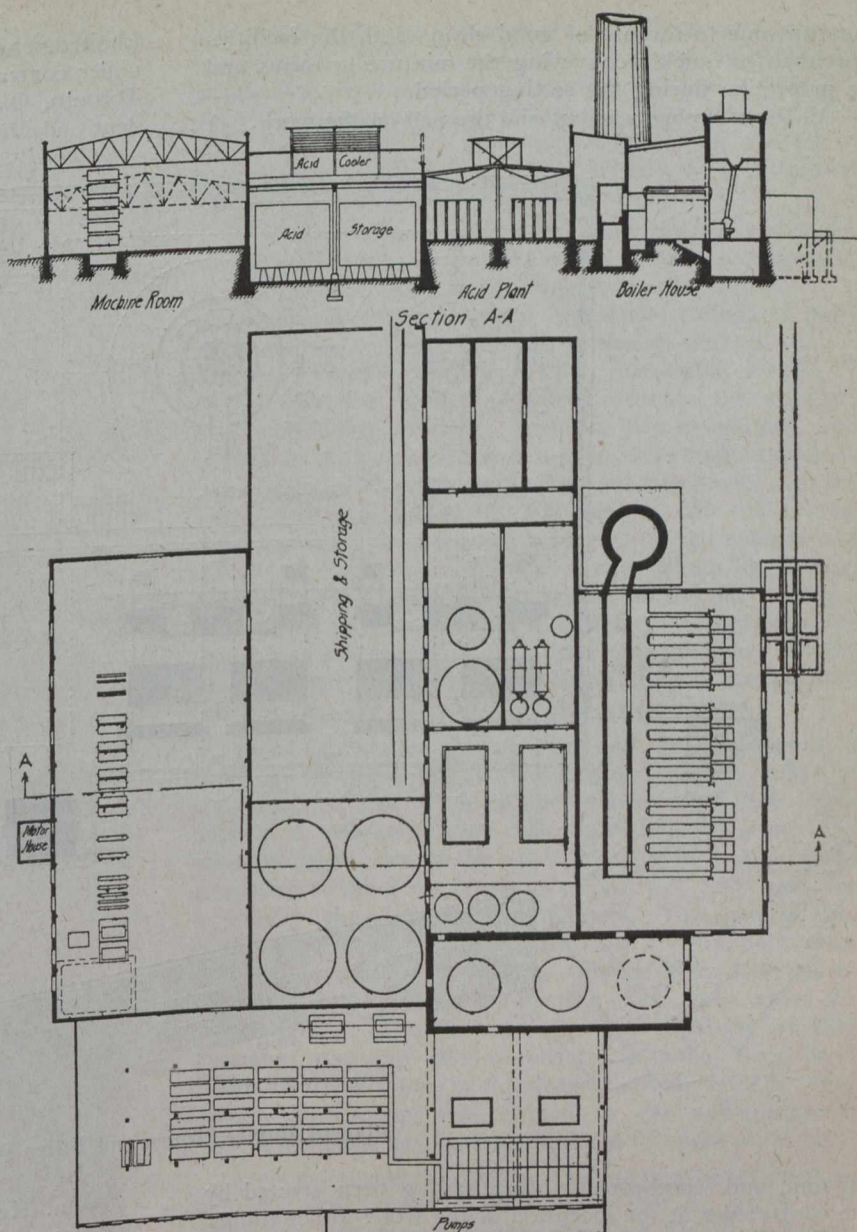 Acid Cooler
Acid Storage
Machine Room
Acid Plant
Boiler House
Section A-A
Shipping & Storage
A
A
Motor House
Pumps